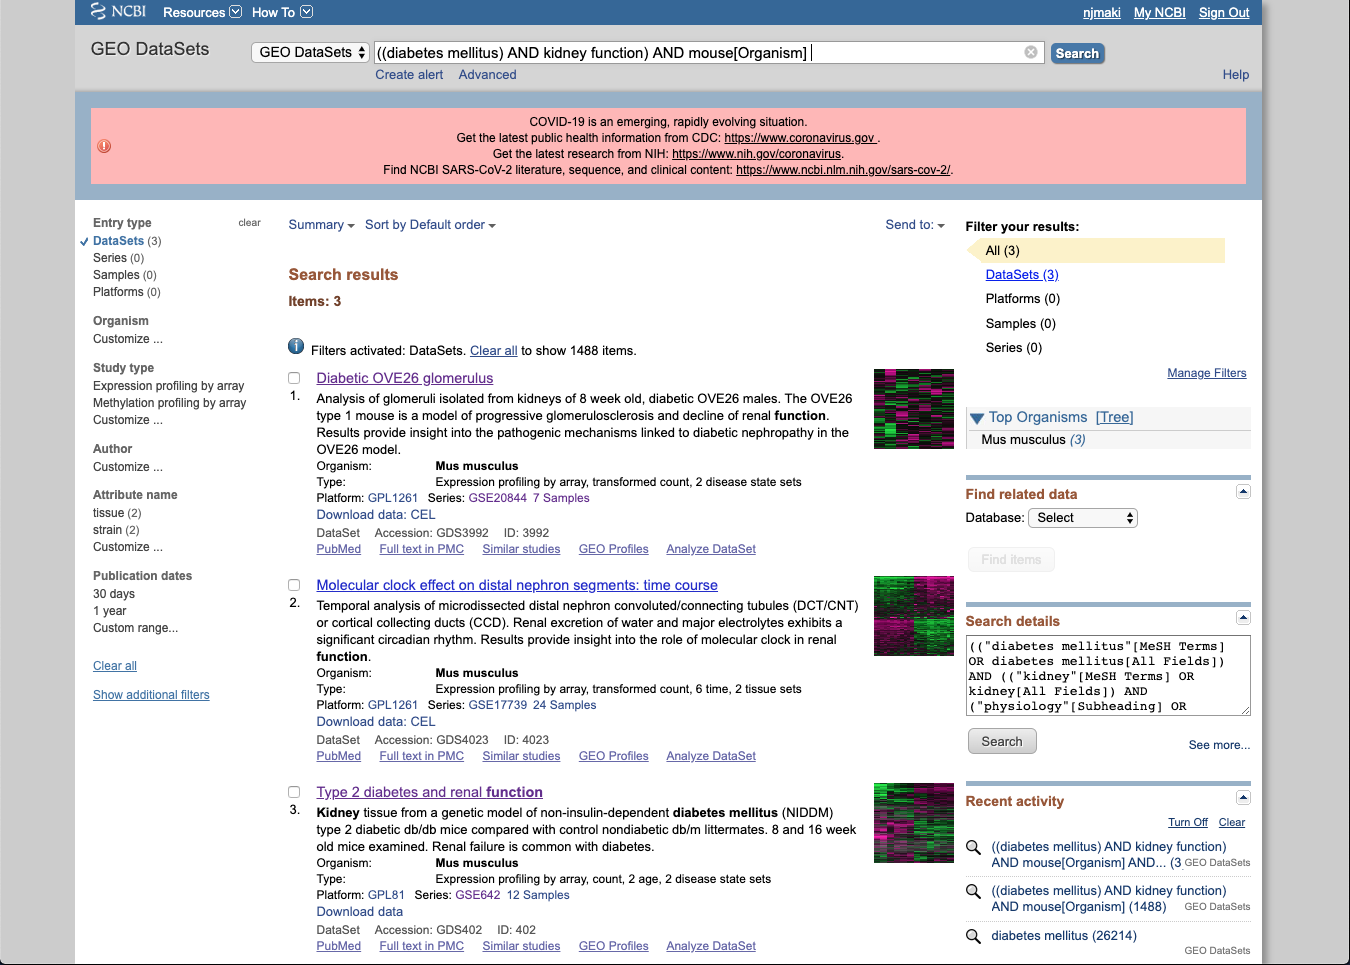 NCBI Resources How To njmaki My NCBI Sign Out
GEO DataSets GEO DataSets ((diabetes mellitus) AND kidney function) AND mouse[Organism] Search
Create alert Advanced Help
COVID-19 is an emerging, rapidly evolving situation.
Get the latest public health information from CDC: https://www.coronavirus.gov .
Get the latest research from NIH: https://www.nih.gov/coronavirus.
Find NCBI SARS-CoV-2 literature, sequence, and clinical content: https://www.ncbi.nlm.nih.gov/sars-cov-2/.
Entry type clear
DataSets (3)
Series (0)
Samples (0)
Platforms (0)
Organism
Customize ...
Study type
Expression profiling by array
Methylation profiling by array
Customize ...
Author
Customize ...
Attribute name
tissue (2)
strain (2)
Customize ...
Publication dates
30 days
1 year
Custom range...
Clear all
Show additional filters
Summary Sort by Default order Send to:
Search results
Items: 3
Filters activated: DataSets. Clear all to show 1488 items.
Diabetic OVE26 glomerulus
1. Analysis of glomeruli isolated from kidneys of 8 week old, diabetic OVE26 males. The OVE26
type 1 mouse is a model of progressive glomerulosclerosis and decline of renal function.
Results provide insight into the pathogenic mechanisms linked to diabetic nephropathy in the
OVE26 model.
Organism: Mus musculus
Type: Expression profiling by array, transformed count, 2 disease state sets
Platform: GPL1261 Series: GSE20844 7 Samples
Download data: CEL
DataSet Accession: GDS3992 ID: 3992
PubMed Full text in PMC Similar studies GEO Profiles Analyze DataSet
Molecular clock effect on distal nephron segments: time course
2. Temporal analysis of microdissected distal nephron convoluted/connecting tubules (DCT/CNT)
or cortical collecting ducts (CCD). Renal excretion of water and major electrolytes exhibits a
significant circadian rhythm. Results provide insight into the role of molecular clock in renal
function.
Organism: Mus musculus
Type: Expression profiling by array, transformed count, 6 time, 2 tissue sets
Platform: GPL1261 Series: GSE17739 24 Samples
Download data: CEL
DataSet Accession: GDS4023 ID: 4023
PubMed Full text in PMC Similar studies GEO Profiles Analyze DataSet
Type 2 diabetes and renal function
3. Kidney tissue from a genetic model of non-insulin-dependent diabetes mellitus (NIDDM)
type 2 diabetic db/db mice compared with control nondiabetic db/m littermates. 8 and 16 week
old mice examined. Renal failure is common with diabetes.
Organism: Mus musculus
Type: Expression profiling by array, count, 2 age, 2 disease state sets
Platform: GPL81 Series: GSE642 12 Samples
Download data
DataSet Accession: GDS402 ID: 402
PubMed Full text in PMC Similar studies GEO Profiles Analyze DataSet
Filter your results:
All (3)
DataSets (3)
Platforms (0)
Samples (0)
Series (0)
Manage Filters
Top Organisms [Tree]
Mus musculus (3)
Find related data
Database: Select
Find items
Search details
(("diabetes mellitus"[MeSH Terms]
OR diabetes mellitus[All Fields])
AND (("kidney"[MeSH Terms] OR
kidney[All Fields]) AND
("physiology"[Subheading] OR
Search See more...
Recent activity
Turn Off Clear
((diabetes mellitus) AND kidney function)
AND mouse[Organism] AND... (3 GEO DataSets
((diabetes mellitus) AND kidney function)
AND mouse[Organism] (1488) GEO DataSets
diabetes mellitus (26214)
GEO DataSets